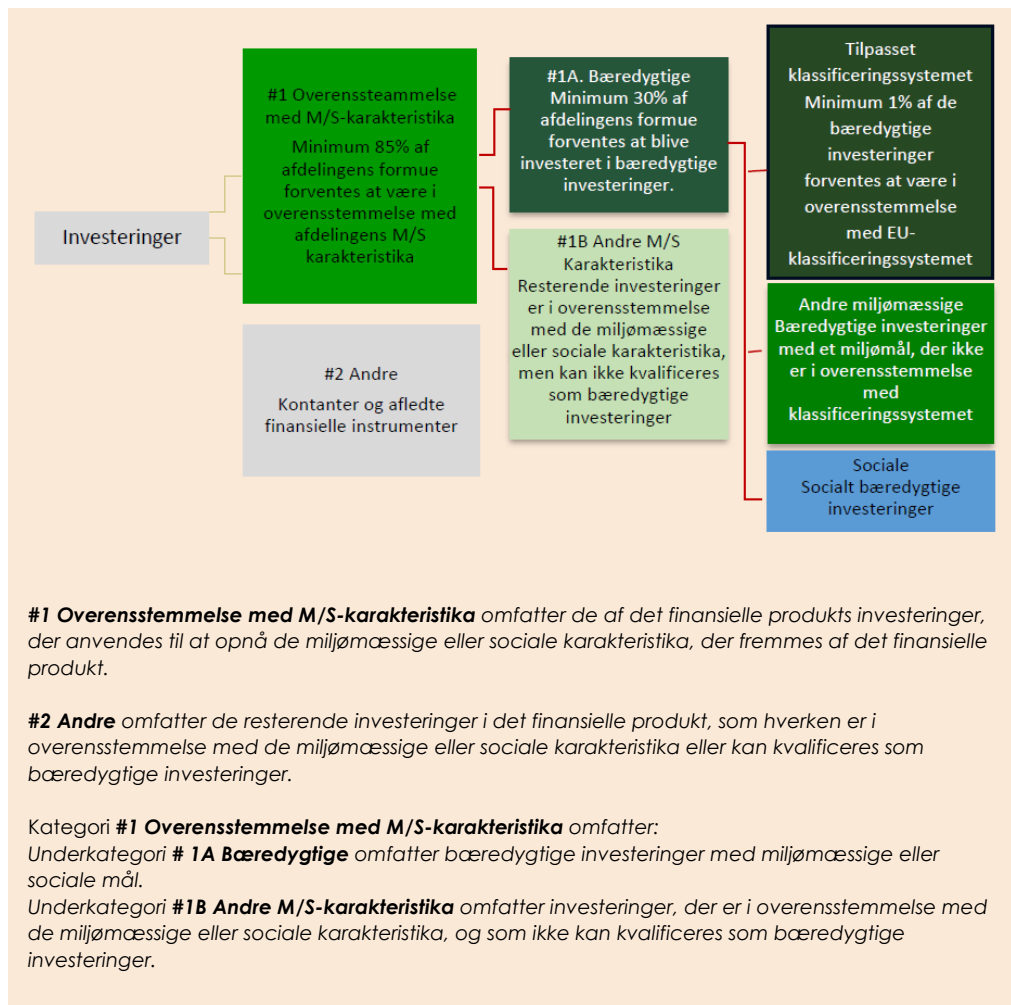 Investeringer
#1 Overenssteammelse
med M/S-karakteristika
Minimum 85% af
afdelingens formue
forventes at være i
overensstemmelse med
afdelingens M/S
karakteristika
#2 Andre
Kontanter og afledte
finansielle instrumenter
#1A. Bæredygtige
Minimum 30% af
afdelingens formue
forventes at blive
investeret i bæredygtige
investeringer.
#1B Andre M/S
Karakteristika
Resterende investeringer
er i overensstemmelse
med de miljømæssige
eller sociale karakteristika,
men kan ikke kvalificeres
som bæredygtige
investeringer
Tilpasset
klassificeringssystemet
Minimum 1% af de
bæredygtige
investeringer
forventes at være i
overensstemmelse
med EU-
klassificeringssystemet
Andre miljømæssige
Bæredygtige investeringer
med et miljømål, der ikke
er i overensstemmelse
med
klassificeringssystemet
Sociale
Socialt bæredygtige
investeringer
#1 Overensstemmelse med M/S-karakteristika omfatter de af det finansielle produkts investeringer,
der anvendes til at opnå de miljømæssige eller sociale karakteristika, der fremmes af det finansielle
produkt.
#2 Andre omfatter de resterende investeringer i det finansielle produkt, som hverken er i
overensstemmelse med de miljømæssige eller sociale karakteristika eller kan kvalificeres som
bæredygtige investeringer.
Kategori #1 Overensstemmelse med M/S-karakteristika omfatter:
Underkategori # 1A Bæredygtige omfatter bæredygtige investeringer med miljømæssige eller
sociale mål.
Underkategori #1B Andre M/S-karakteristika omfatter investeringer, der er i overensstemmelse med
de miljømæssige eller sociale karakteristika, og som ikke kan kvalificeres som bæredygtige
investeringer.